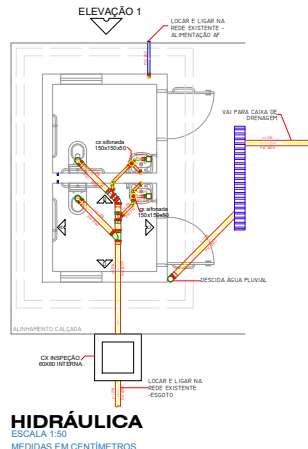 ELEVAÇÃO 1
LOCAR E LIGAR NA
REDE EXISTENTE -
ALIMENTAÇÃO AF
VAI PARA CAIXA DE
DRENAGEM
cx sifonada
150x150x50
cx sifonada
150x150x50
DESCIDA ÁGUA PLUVIAL
ALINHAMENTO CALÇADA
CX INSPEÇÃO
60X60 INTERNA
LOCAR E LIGAR NA
REDE EXISTENTE
-ESGOTO
HIDRÁULICA
ESCALA 1:50
MEDIDAS EM CENTÍMETROS